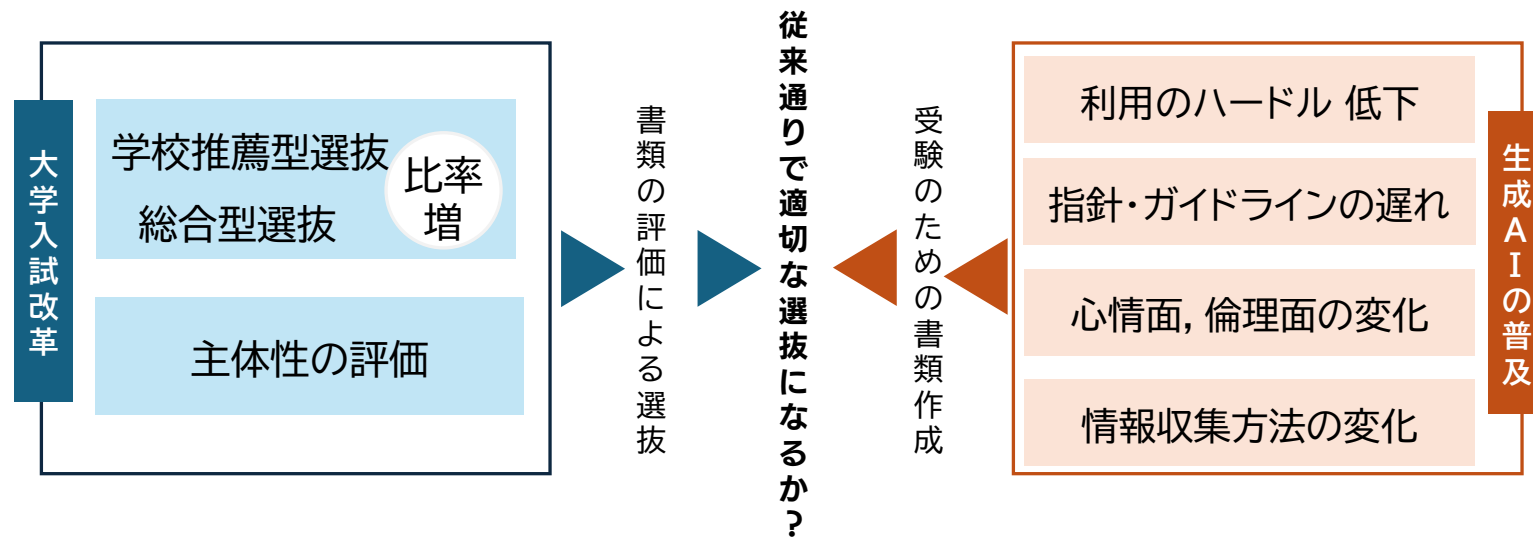 大学入試改革
学校推薦型選抜
総合型選抜
比率
増
主体性の評価
書類の評価による選抜
従来通りで適切な選抜になるか？
受験のための書類作成
利用のハードル 低下
指針・ガイドラインの遅れ
心情面, 倫理面の変化
情報収集方法の変化
生成AIの普及